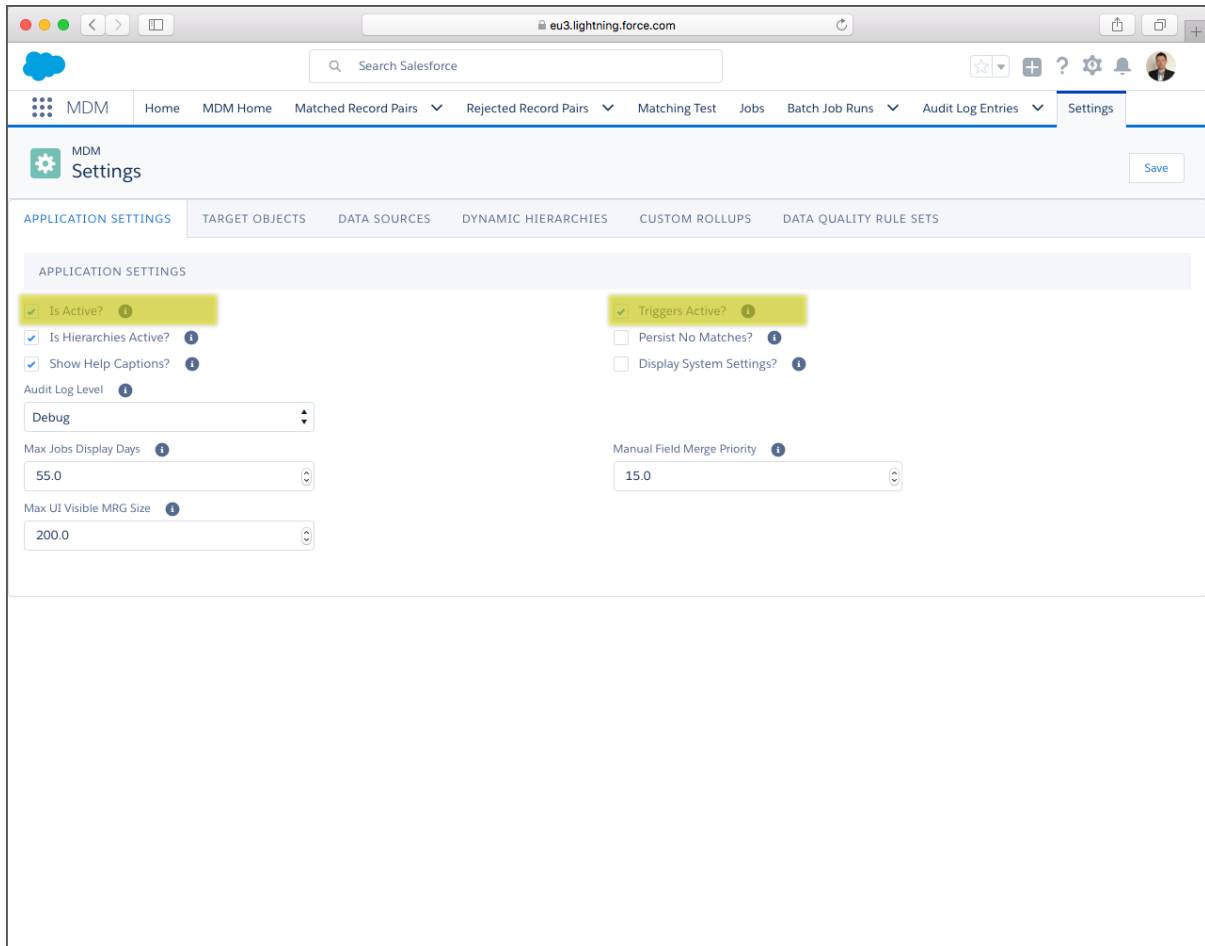 eu3.lightning.force.com
Search Salesforce
MDM Home MDM Home Matched Record Pairs Rejected Record Pairs Matching Test Jobs Batch Job Runs Audit Log Entries Settings
MDM
Settings
Save
APPLICATION SETTINGS TARGET OBJECTS DATA SOURCES DYNAMIC HIERARCHIES CUSTOM ROLLUPS DATA QUALITY RULE SETS
APPLICATION SETTINGS
Is Active? Triggers Active?
Is Hierarchies Active? Persist No Matches?
Show Help Captions? Display System Settings?
Audit Log Level
Debug
Max Jobs Display Days Manual Field Merge Priority
55.0 15.0
Max UI Visible MRG Size
200.0